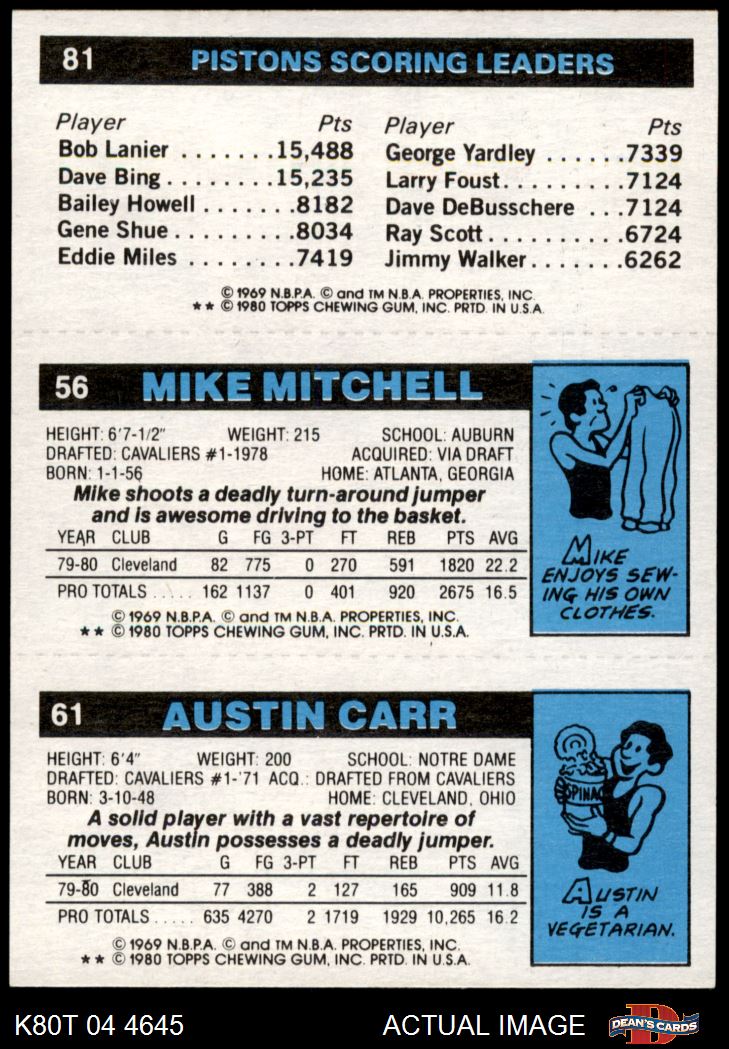 81 PISTONS SCORING LEADERS
Player Pts Player Pts
Bob Lanier . . . . . . .15,488 George Yardley . . . . . .7339
Dave Bing . . . . . . . .15,235 Larry Foust. . . . . . . . .7124
Bailey Howell . . . . . . .8182 Dave DeBusschere . . .7124
Gene Shue . . . . . . . . .8034 Ray Scott. . . . . . . . . .6724
Eddie Miles . . . . . . . .7419 Jimmy Walker. . . . . . .6262
© 1969 N.B.P.A. © and TM N.B.A. PROPERTIES, INC.
★★ © 1980 TOPPS CHEWING GUM, INC. PRTD. IN U.S.A.
56 MIKE MITCHELL
HEIGHT: 6'7-1/2" WEIGHT: 215 SCHOOL: AUBURN
DRAFTED: CAVALIERS #1-1978 ACQUIRED: VIA DRAFT
BORN: 1-1-56 HOME: ATLANTA, GEORGIA
Mike shoots a deadly turn-around jumper
and is awesome driving to the basket.
YEAR CLUB G FG 3-PT FT REB PTS AVG
79-80 Cleveland 82 775 0 270 591 1820 22.2
PRO TOTALS . . . . . 162 1137 0 401 920 2675 16.5
© 1969 N.B.P.A. © and TM N.B.A. PROPERTIES, INC.
★★ © 1980 TOPPS CHEWING GUM, INC. PRTD. IN U.S.A.
MIKE
ENJOYS SEW-
ING HIS OWN
CLOTHES.
61 AUSTIN CARR
HEIGHT: 6'4" WEIGHT: 200 SCHOOL: NOTRE DAME
DRAFTED: CAVALIERS #1-'71 ACQ.: DRAFTED FROM CAVALIERS
BORN: 3-10-48 HOME: CLEVELAND, OHIO
A solid player with a vast repertoire of
moves, Austin possesses a deadly jumper.
YEAR CLUB G FG 3-PT FT REB PTS AVG
79-80 Cleveland 77 388 2 127 165 909 11.8
PRO TOTALS . . . . . 635 4270 2 1719 1929 10,265 16.2
© 1969 N.B.P.A. © and TM N.B.A. PROPERTIES, INC.
★★ © 1980 TOPPS CHEWING GUM, INC. PRTD. IN U.S.A.
SPINA
AUSTIN
IS A
VEGETARIAN.
K80T 04 4645 ACTUAL IMAGE DEAN'S CARDS